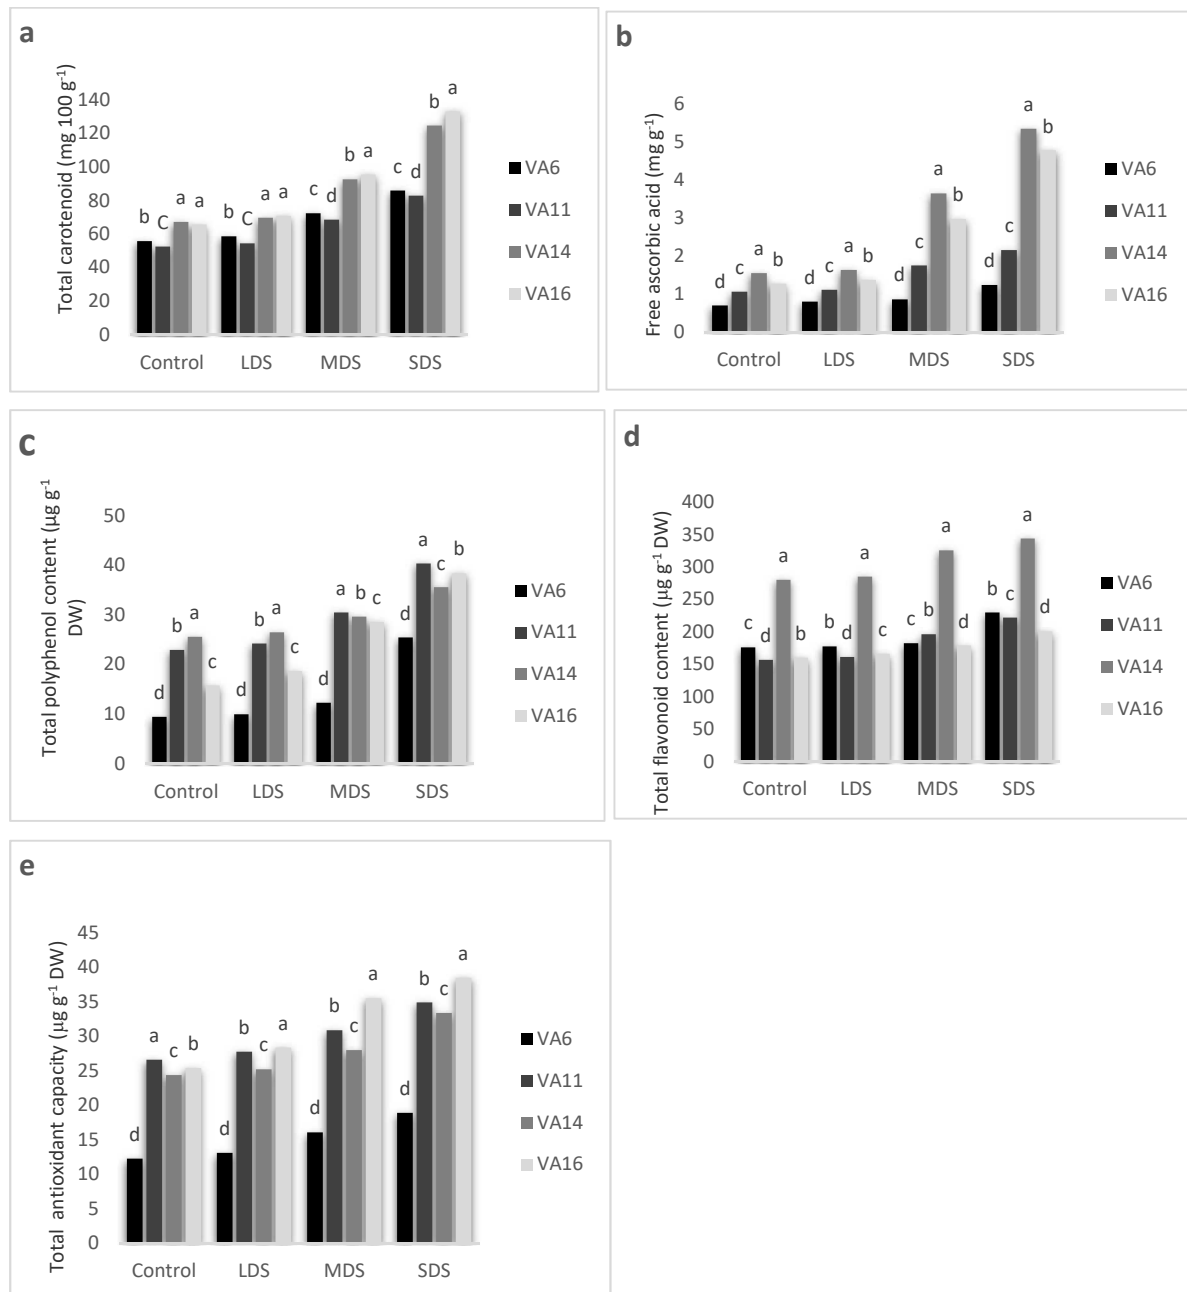 a
Total carotenoid (mg 100 g⁻¹)
140
120
100
80
60
40
20
0
b C a a
b C a a
c d b a
c d b a
Control LDS MDS SDS
VA6
VA11
VA14
VA16
b
Free ascorbic acid (mg g⁻¹)
6
5
4
3
2
1
0
d c a b
d c a b
d c a b
d c a b
Control LDS MDS SDS
VA6
VA11
VA14
VA16
c
Total polyphenol content (µg g⁻¹
DW)
50
40
30
20
10
0
d b a c
d b a c
d a b c
d a c b
Control LDS MDS SDS
VA6
VA11
VA14
VA16
d
Total flavonoid content (µg g⁻¹ DW)
400
350
300
250
200
150
100
50
0
c d a b
b d a c
c b a d
b c a d
Control LDS MDS SDS
VA6
VA11
VA14
VA16
e
Total antioxidant capacity (µg g⁻¹ DW)
45
40
35
30
25
20
15
10
5
0
d a c b
d b c a
d b c a
d b c a
Control LDS MDS SDS
VA6
VA11
VA14
VA16